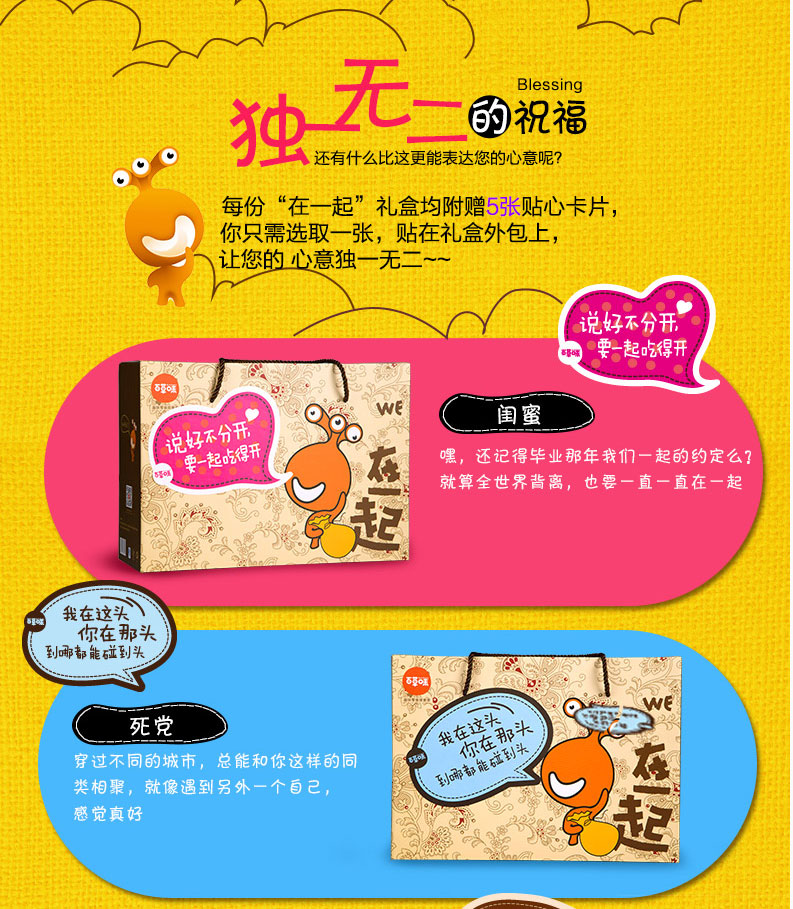 Blessing
独一无二的祝福
还有什么比这更能表达您的心意呢?
每份“在一起”礼盒均附赠5张贴心卡片，
你只需选取一张，贴在礼盒外包上，
让您的 心意独一无二~~
说好不分开,
要一起吃得开
百草味
百草味
WE
在一起
说好不分开,
要一起吃得开
百草味
闺蜜
嘿，还记得毕业那年我们一起的约定么?
就算全世界背离，也要一直一直在一起
我在这头
你在那头
到哪都能碰到头
百草味
死党
穿过不同的城市，总能和你这样的同
类相聚，就像遇到另外一个自己，
感觉真好
百草味
WE
在一起
我在这头
你在那头
到哪都能碰到头
百草味